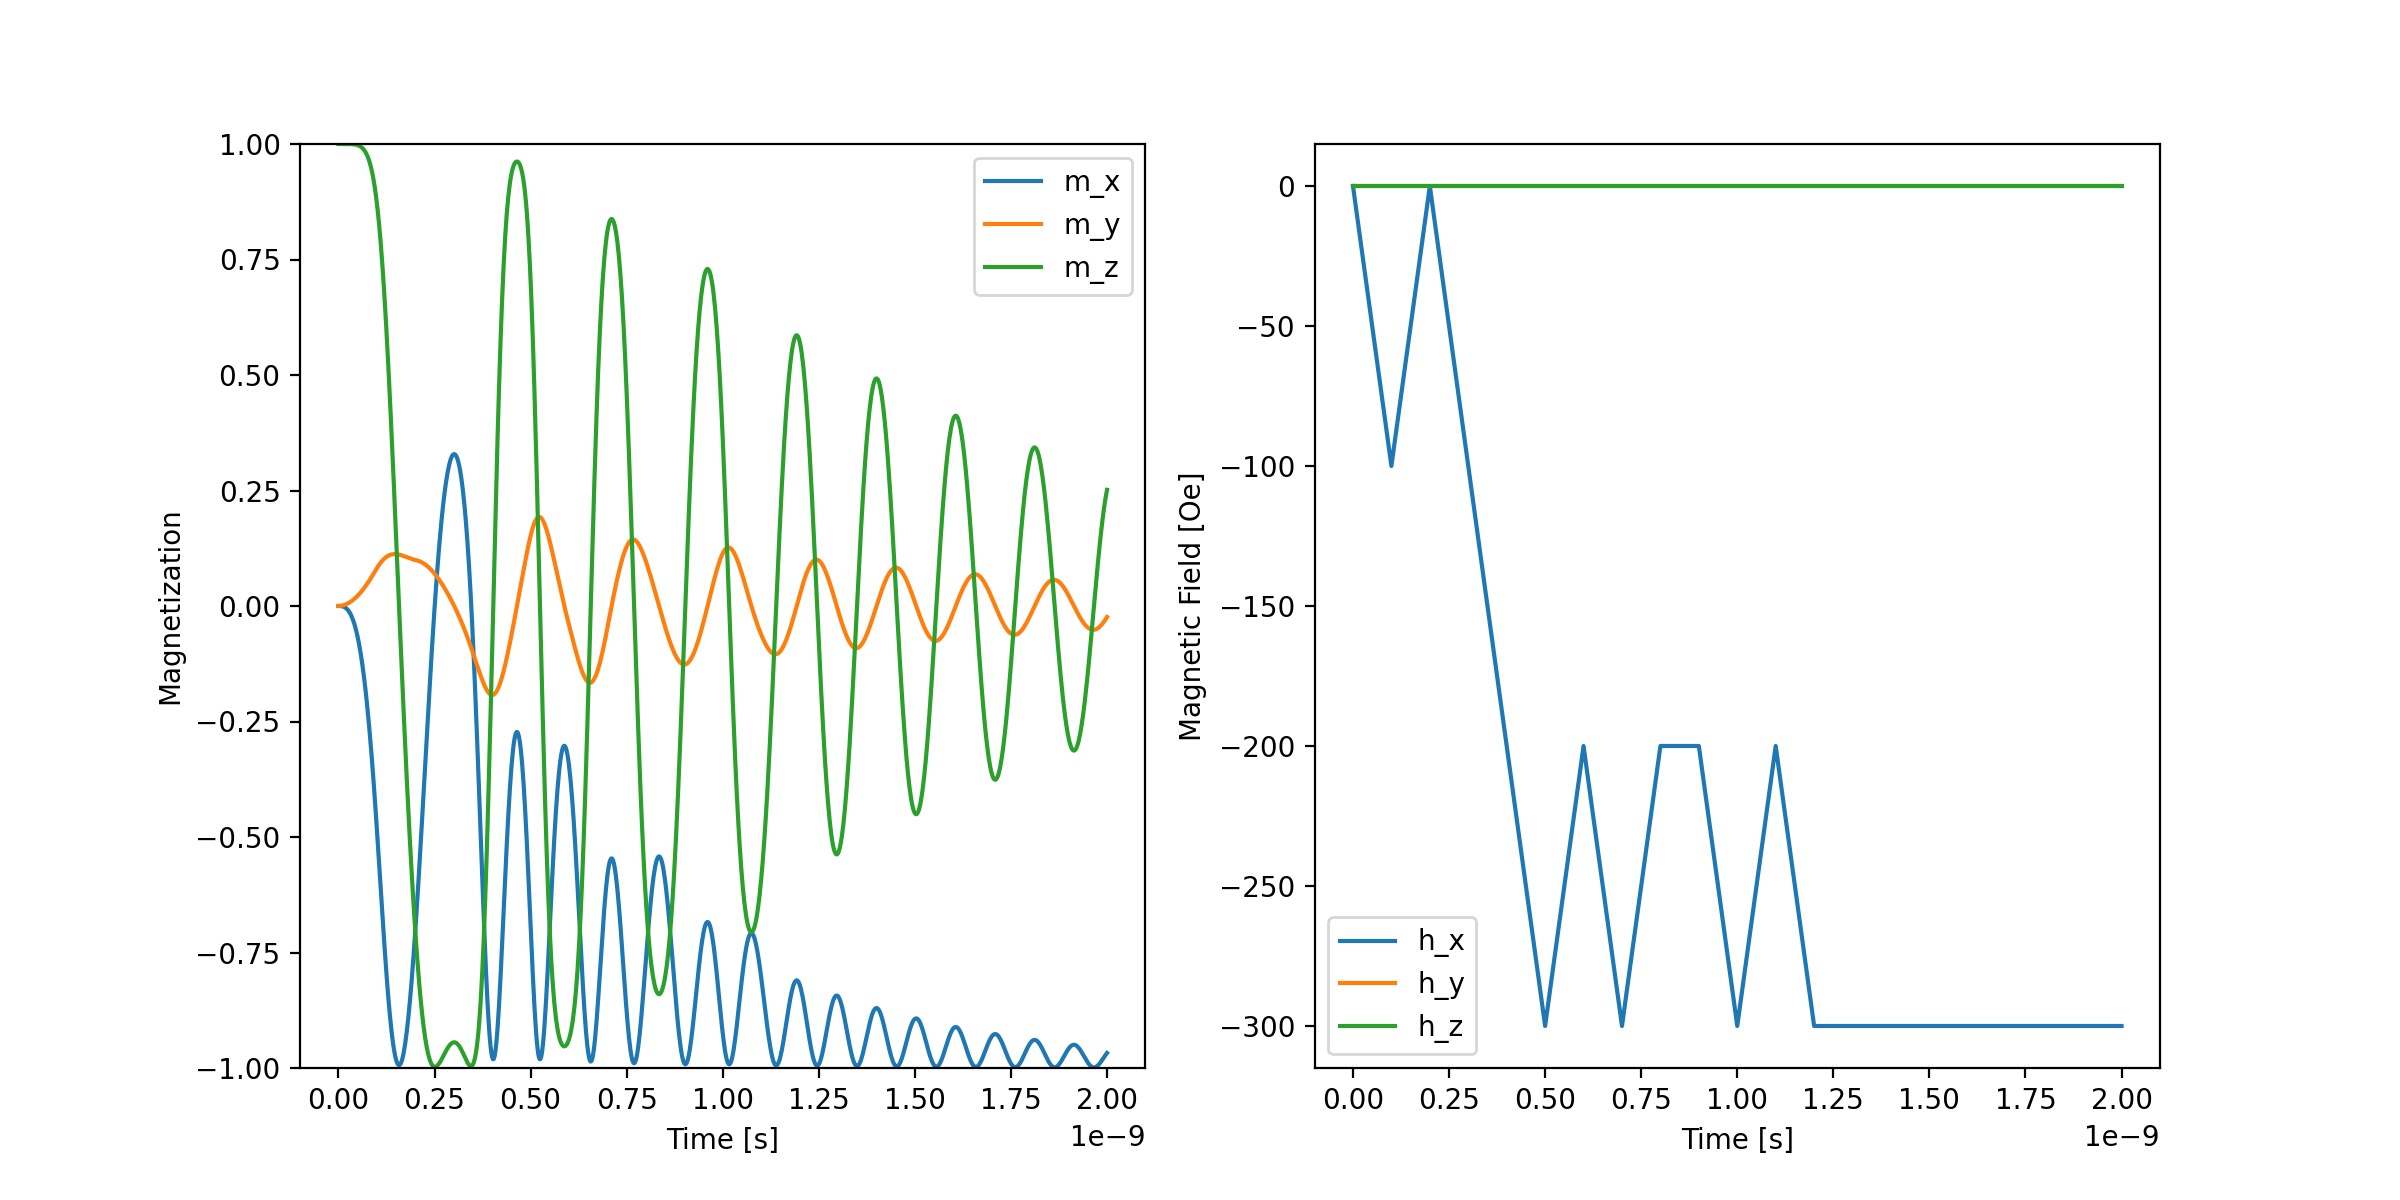 Magnetization
1.00
0.75
0.50
0.25
0.00
−0.25
−0.50
−0.75
−1.00
m_x
m_y
m_z
0.00 0.25 0.50 0.75 1.00 1.25 1.50 1.75 2.00
Time [s]
1e−9
Magnetic Field [Oe]
0
−50
−100
−150
−200
−250
−300
h_x
h_y
h_z
0.00 0.25 0.50 0.75 1.00 1.25 1.50 1.75 2.00
Time [s]
1e−9